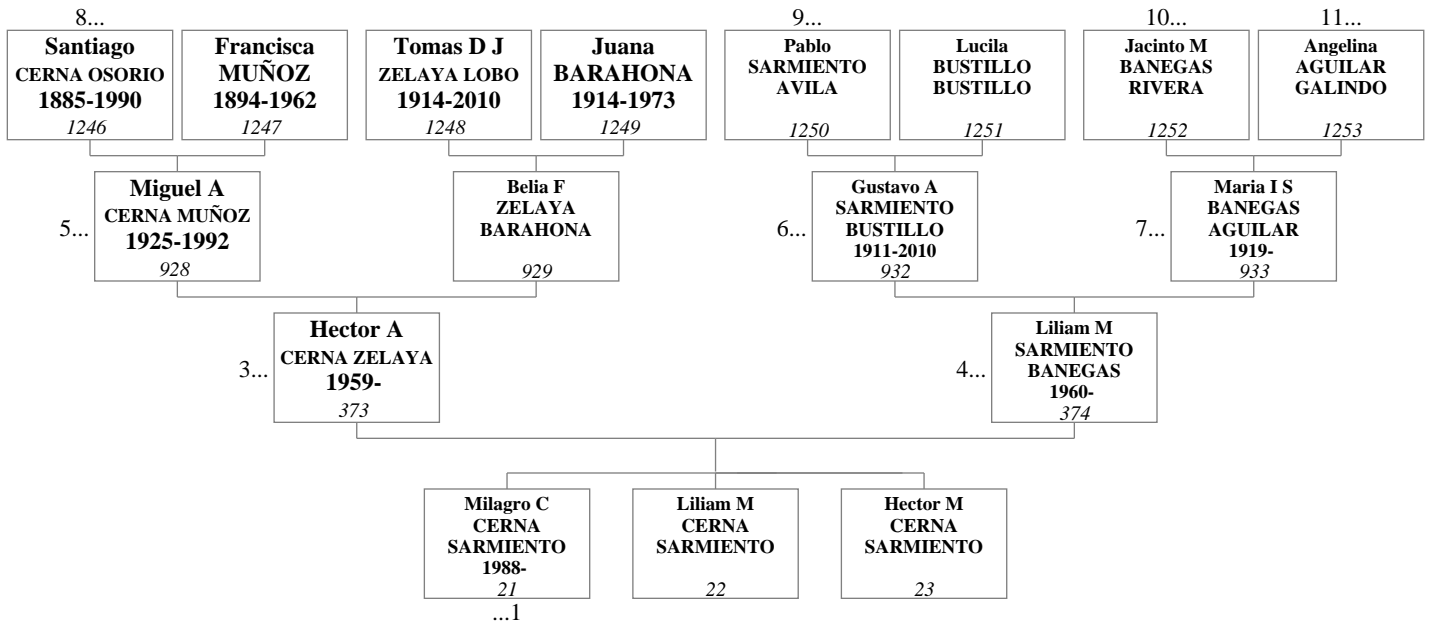 8...
9...
10...
11...
Santiago
CERNA OSORIO
1885-1990
1246
Francisca
MUÑOZ
1894-1962
1247
Tomas D J
ZELAYA LOBO
1914-2010
1248
Juana
BARAHONA
1914-1973
1249
Pablo
SARMIENTO
AVILA
1250
Lucila
BUSTILLO
BUSTILLO
1251
Jacinto M
BANEGAS
RIVERA
1252
Angelina
AGUILAR
GALINDO
1253
5...
Miguel A
CERNA MUÑOZ
1925-1992
928
Belia F
ZELAYA
BARAHONA
929
6...
Gustavo A
SARMIENTO
BUSTILLO
1911-2010
932
7...
Maria I S
BANEGAS
AGUILAR
1919-
933
3...
Hector A
CERNA ZELAYA
1959-
373
4...
Liliam M
SARMIENTO
BANEGAS
1960-
374
Milagro C
CERNA
SARMIENTO
1988-
21
Liliam M
CERNA
SARMIENTO
22
Hector M
CERNA
SARMIENTO
23
...1